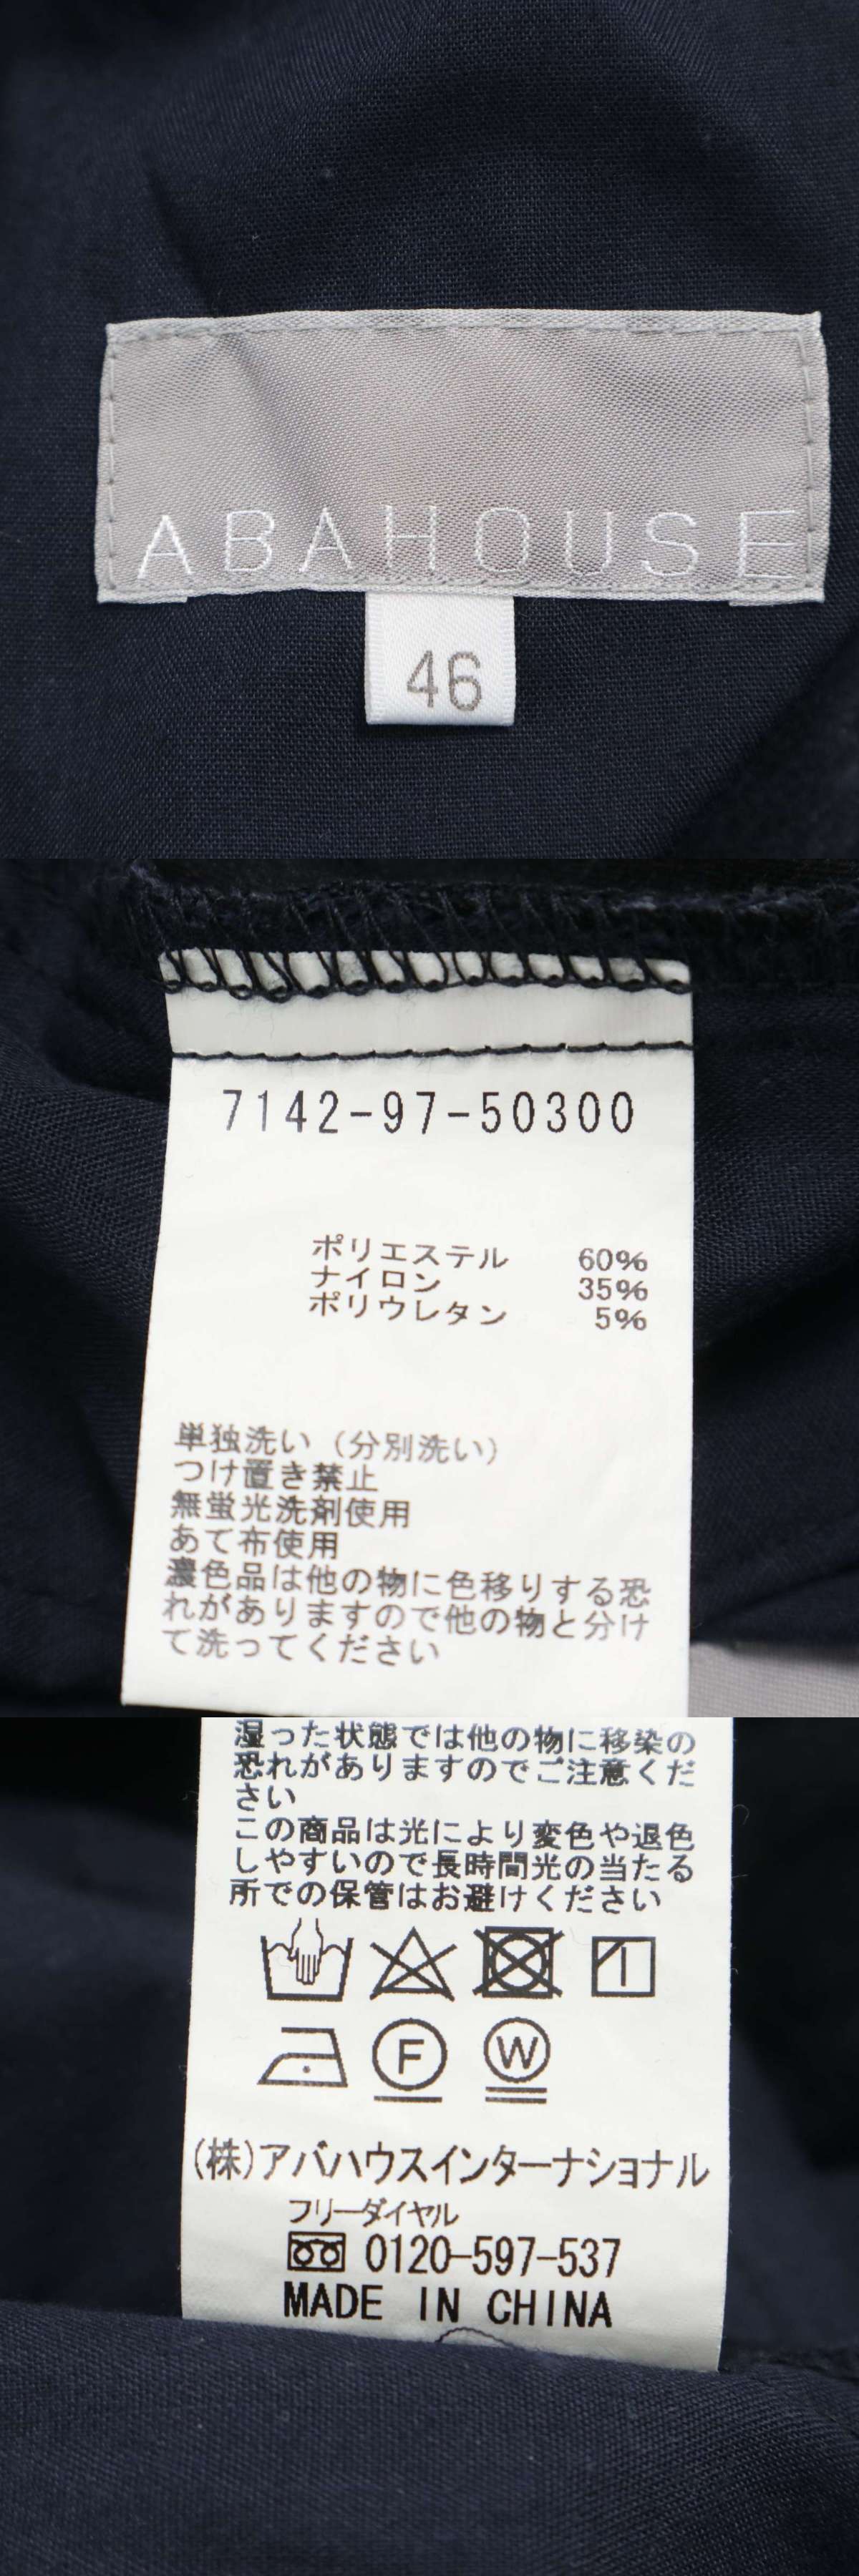 ABAHOUSE
46
7142-97-50300
ポリエステル 60%
ナイロン 35%
ポリウレタン 5%
単独洗い（分別洗い）
つけ置き禁止
無蛍光洗剤使用
あて布使用
濃色品は他の物に色移りする恐
れがありますので他の物と分け
て洗ってください
湿った状態では他の物に移染の
恐れがありますのでご注意くだ
さい
この商品は光により変色や退色
しやすいので長時間光の当たる
所での保管はお避けください
F W
(株)アバハウスインターナショナル
フリーダイヤル
0120-597-537
MADE IN CHINA